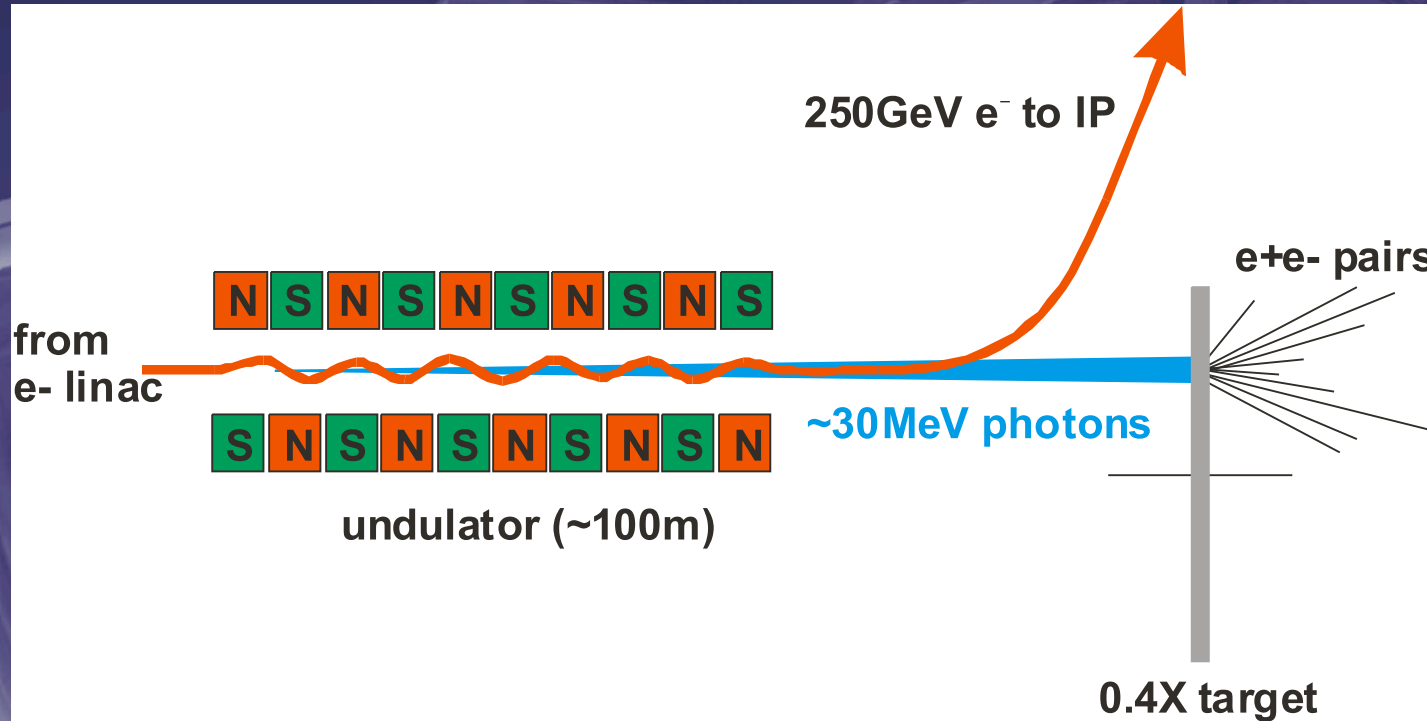 250GeV e⁻ to IP
e+e- pairs
N S N S N S N S N S
from
e- linac
S N S N S N S N S N
~30MeV photons
undulator (~100m)
0.4X target